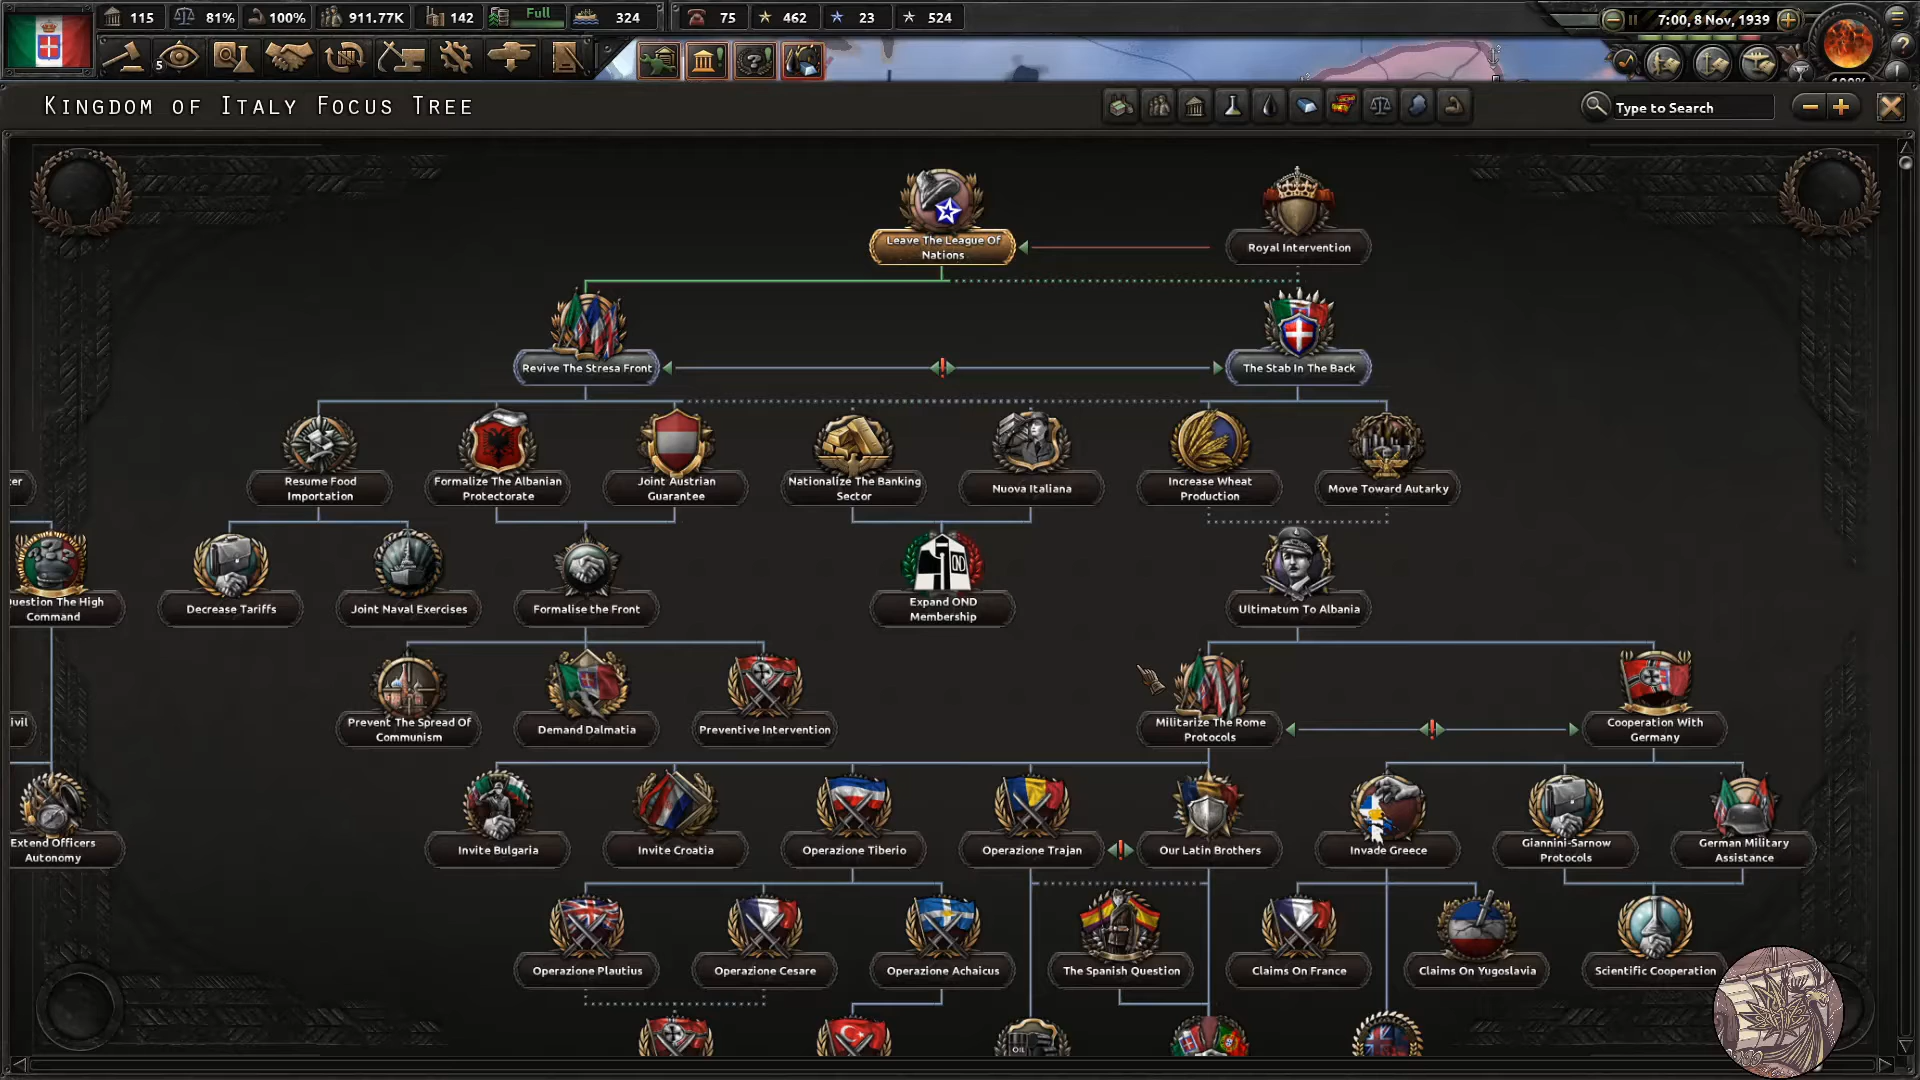 115
81%
100%
911.77K
142
Full
324
75
462
23
524
7:00, 8 Nov, 1939
5
Kingdom of Italy Focus Tree
Type to Search
Leave The League Of
Nations
Royal Intervention
Revive The Stresa Front
The Stab In The Back
Resume Food
Importation
Formalize The Albanian
Protectorate
Joint Austrian
Guarantee
Nationalize The Banking
Sector
Nuova Italiana
Increase Wheat
Production
Move Toward Autarky
Question The High
Command
Decrease Tariffs
Joint Naval Exercises
Formalise the Front
OND
Expand OND
Membership
Ultimatum To Albania
Prevent The Spread Of
Communism
Demand Dalmatia
Preventive Intervention
Militarize The Rome
Protocols
Cooperation With
Germany
Extend Officers
Autonomy
Invite Bulgaria
Invite Croatia
Operazione Tiberio
Operazione Trajan
Our Latin Brothers
Invade Greece
Giannini-Sarnow
Protocols
German Military
Assistance
Operazione Plautius
Operazione Cesare
Operazione Achaicus
The Spanish Question
Claims On France
Claims On Yugoslavia
Scientific Cooperation
OIL